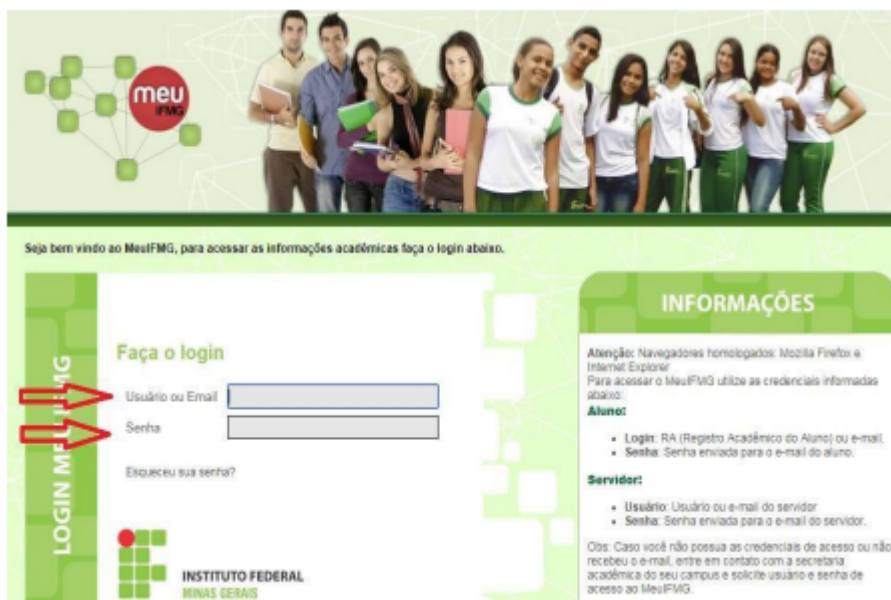 meu
IFMG
Seja bem vindo ao MeuIFMG, para acessar as informações acadêmicas faça o login abaixo.
LOGIN MEU IFMG
Faça o login
Usuário ou Email
Senha
Esqueceu sua senha?
INSTITUTO FEDERAL
MINAS GERAIS
INFORMAÇÕES
Atenção: Navegadores homologados: Mozilla Firefox e
Internet Explorer
Para acessar o MeuIFMG utilize as credenciais informadas
abaixo:
Aluno:
Login: RA (Registro Acadêmico do Aluno) ou e-mail.
Senha: Senha enviada para o e-mail do aluno.
Servidor:
Usuário: Usuário ou e-mail do servidor
Senha: Senha enviada para o e-mail do servidor.
Obs: Caso você não possua as credenciais de acesso ou não
recebeu o e-mail, entre em contato com a secretaria
acadêmica do seu campus e solicite usuário e senha de
acesso ao MeuIFMG.